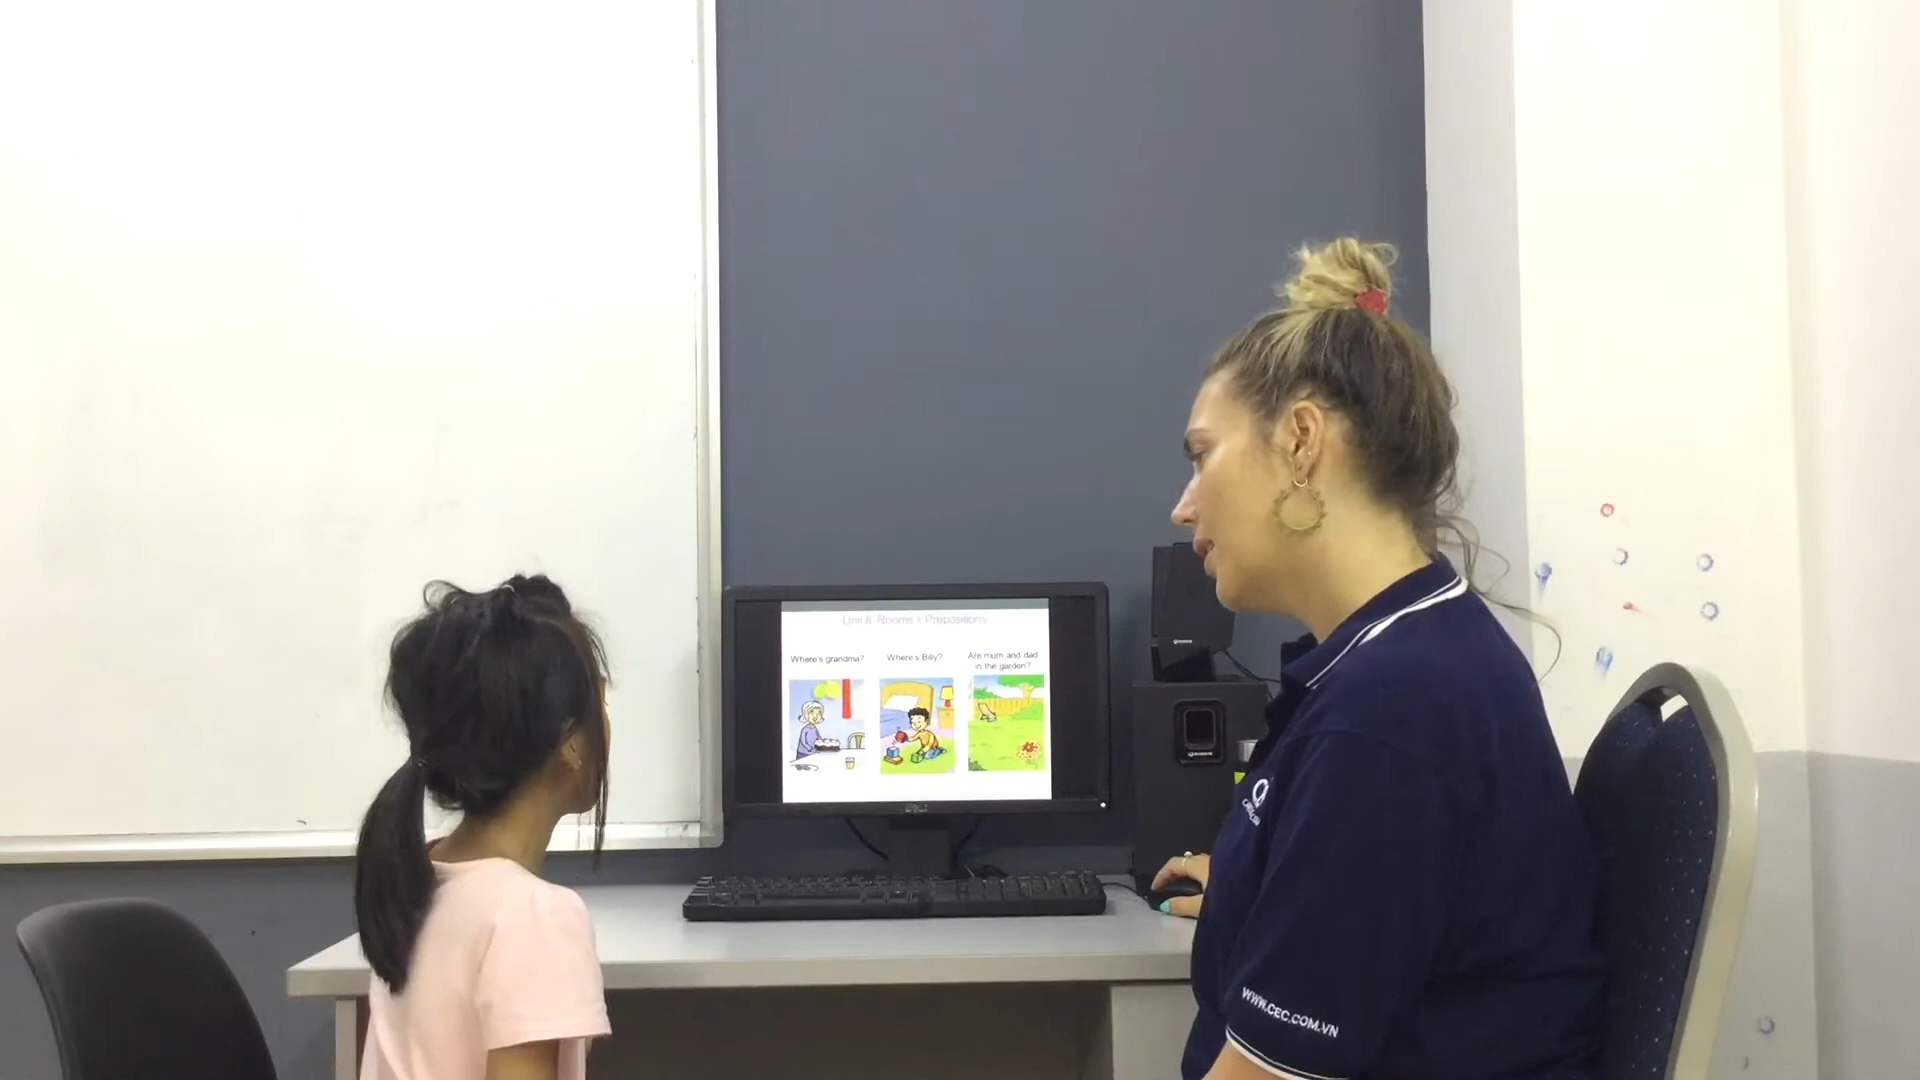 Unit 8: Rooms + Prepositions
Where's grandma?
Where's Billy?
Are mum and dad
in the garden?
DELL
WWW.CEC.COM.VN